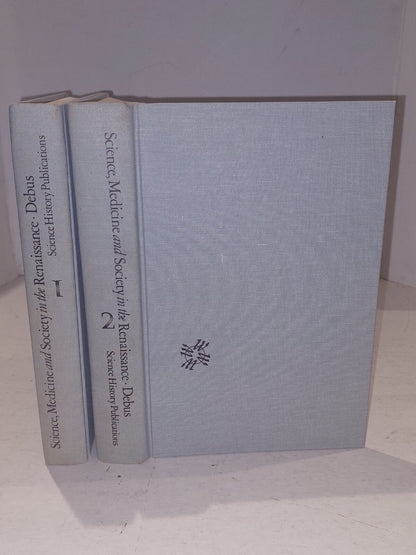 Science, Medicine and Society in the Renaissance · Debus
Science History Publications
1
Science, Medicine and Society in the Renaissance · Debus
Science History Publications
2